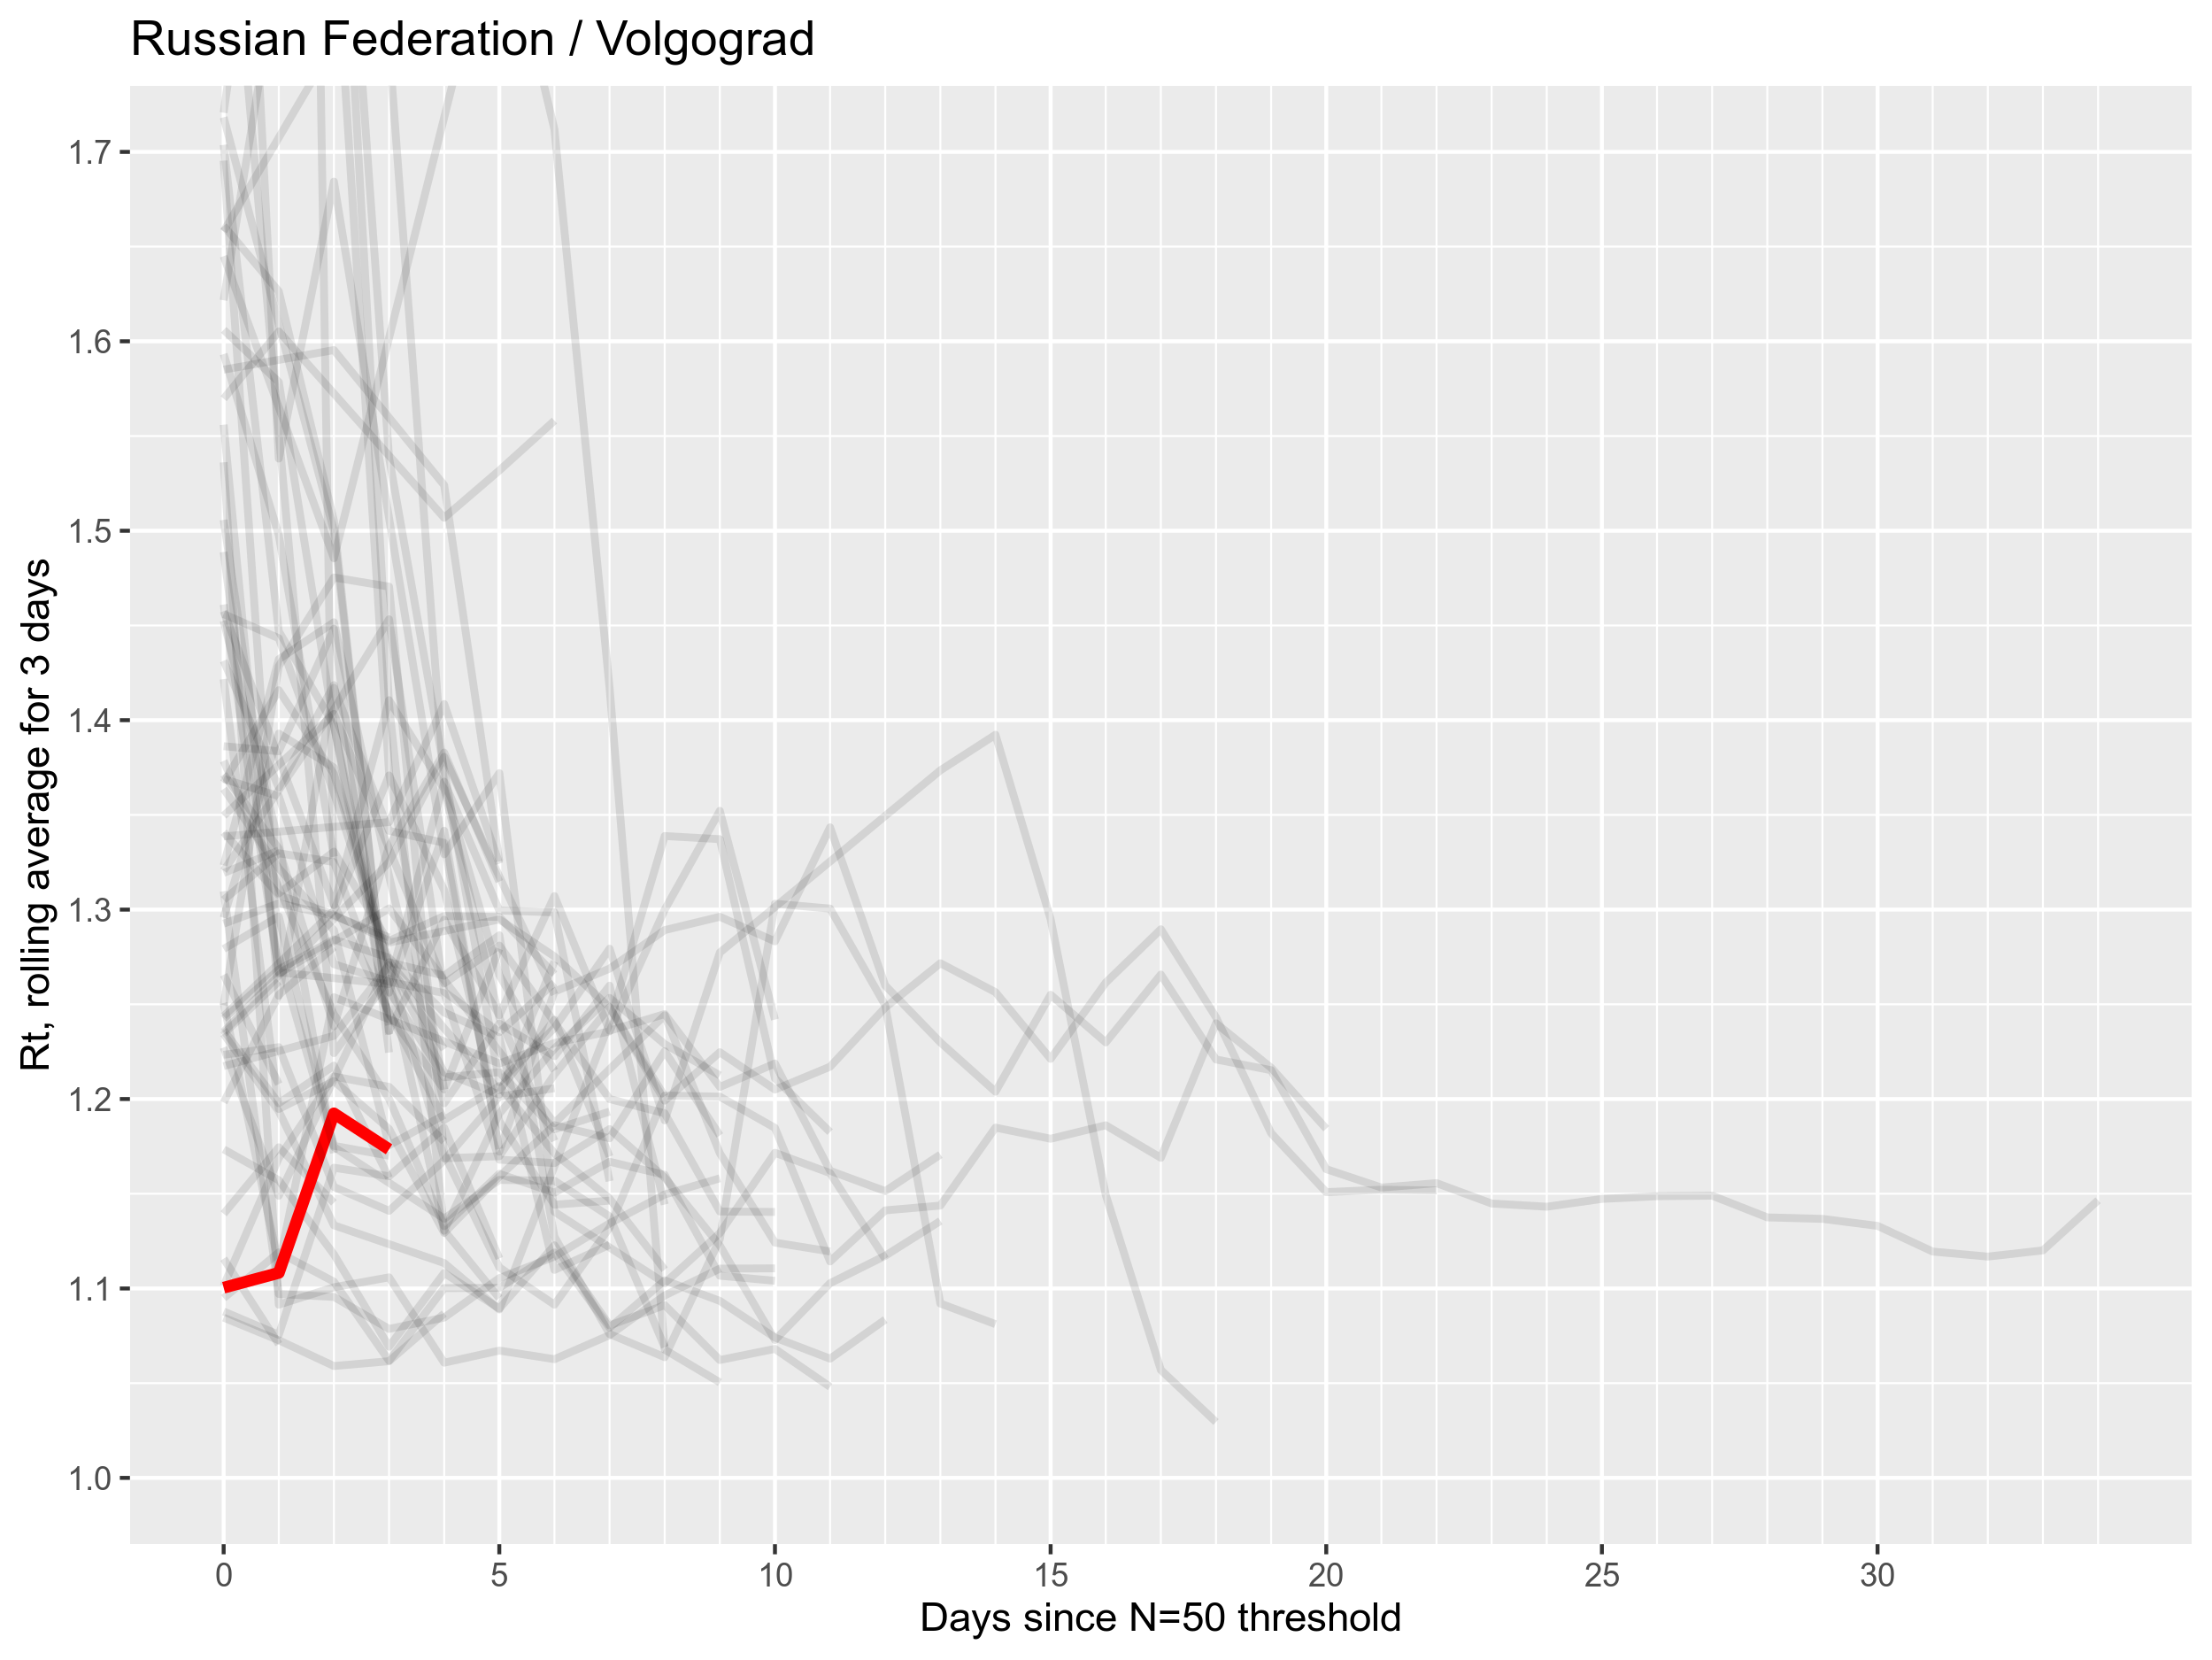 Russian Federation / Volgograd
Rt, rolling average for 3 days
1.7
1.6
1.5
1.4
1.3
1.2
1.1
1.0
0 5 10 15 20 25 30
Days since N=50 threshold